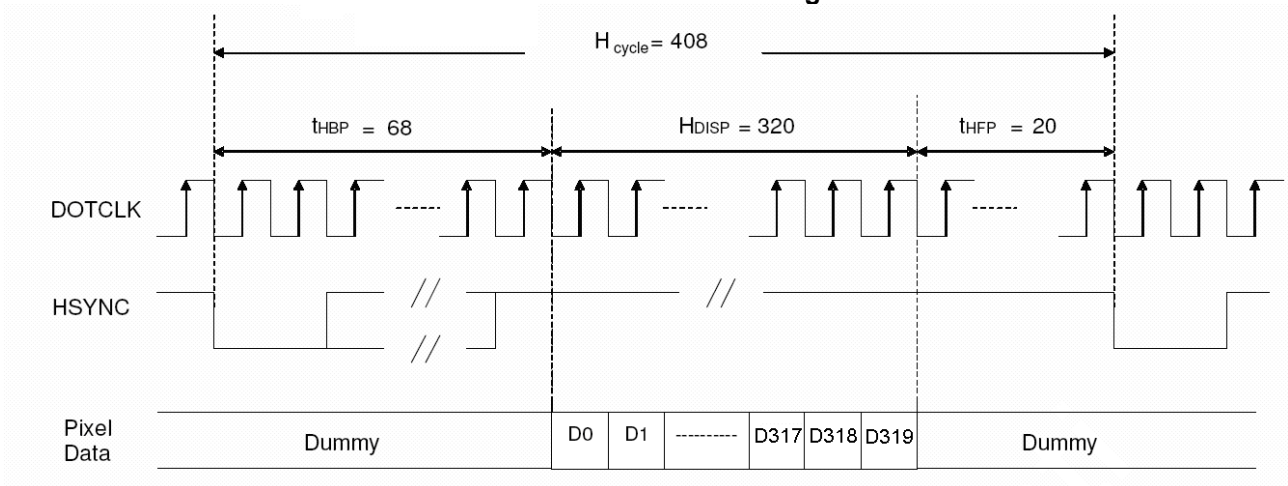 H cycle = 408
tHBP = 68
HDISP = 320
tHFP = 20
DOTCLK
HSYNC
Pixel
Data
Dummy
D0
D1
D317
D318
D319
Dummy